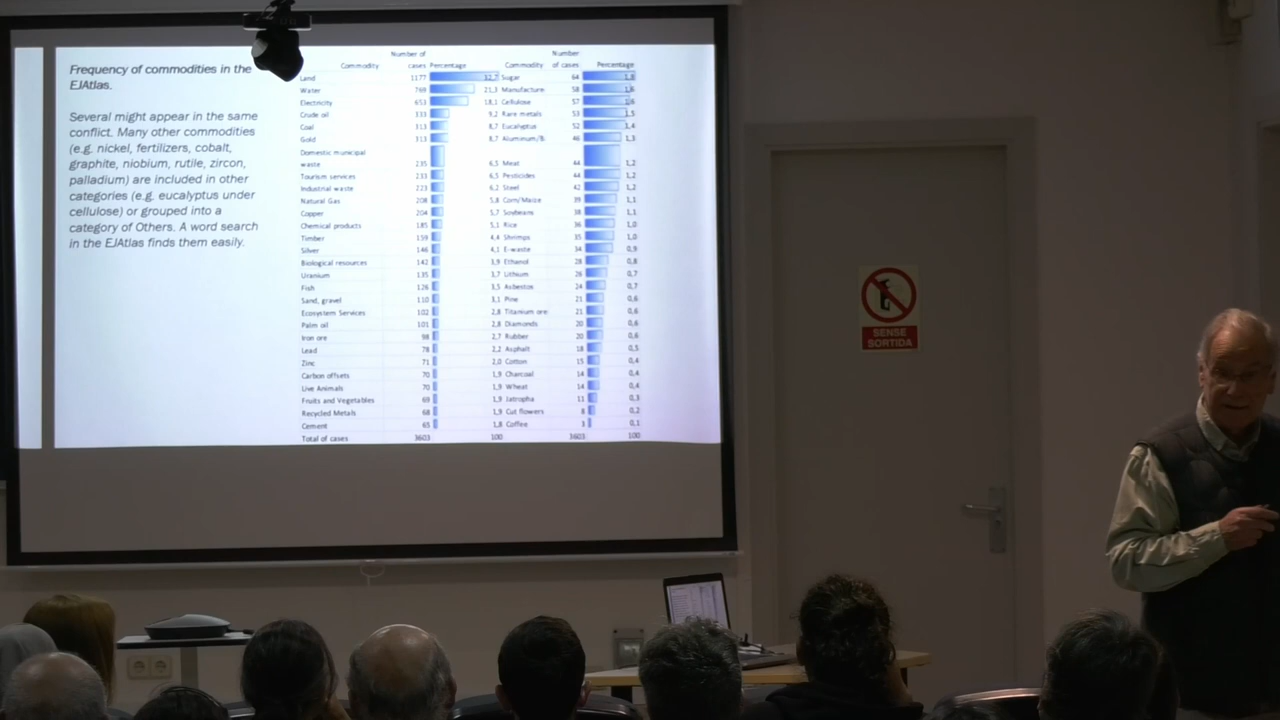 Frequency of commodities in the
EJAtlas.
Several might appear in the same
conflict. Many other commodities
(e.g. nickel, fertilizers, cobalt,
graphite, niobium, rutile, zircon,
palladium) are included in other
categories (e.g. eucalyptus under
cellulose) or grouped into a
category of Others. A word search
in the EJAtlas finds them easily.
Commodity Number of cases Percentage Commodity Number of cases Percentage
Land 1177 32,7 Sugar 64 1,8
Water 769 21,3 Manufacture 58 1,6
Electricity 653 18,1 Cellulose 57 1,6
Crude oil 333 9,2 Rare metals 53 1,5
Coal 313 8,7 Eucalyptus 52 1,4
Gold 313 8,7 Aluminum/B. 46 1,3
Domestic municipal
waste 235 6,5 Meat 44 1,2
Tourism services 233 6,5 Pesticides 44 1,2
Industrial waste 223 6,2 Steel 42 1,2
Natural Gas 208 5,8 Corn/Maize 39 1,1
Copper 204 5,7 Soybeans 38 1,1
Chemical products 185 5,1 Rice 36 1,0
Timber 159 4,4 Shrimps 35 1,0
Silver 146 4,1 E-waste 34 0,9
Biological resources 142 3,9 Ethanol 28 0,8
Uranium 135 3,7 Lithium 26 0,7
Fish 126 3,5 Asbestos 24 0,7
Sand, gravel 110 3,1 Pine 21 0,6
Ecosystem Services 102 2,8 Titanium ore 21 0,6
Palm oil 101 2,8 Diamonds 20 0,6
Iron ore 98 2,7 Rubber 20 0,6
Lead 78 2,2 Asphalt 18 0,5
Zinc 71 2,0 Cotton 15 0,4
Carbon offsets 70 1,9 Charcoal 14 0,4
Live Animals 70 1,9 Wheat 14 0,4
Fruits and Vegetables 69 1,9 Jatropha 11 0,3
Recycled Metals 68 1,9 Cut flowers 8 0,2
Cement 65 1,8 Coffee 3 0,1
Total of cases 3603 100 3603 100
SENSE
SORTIDA